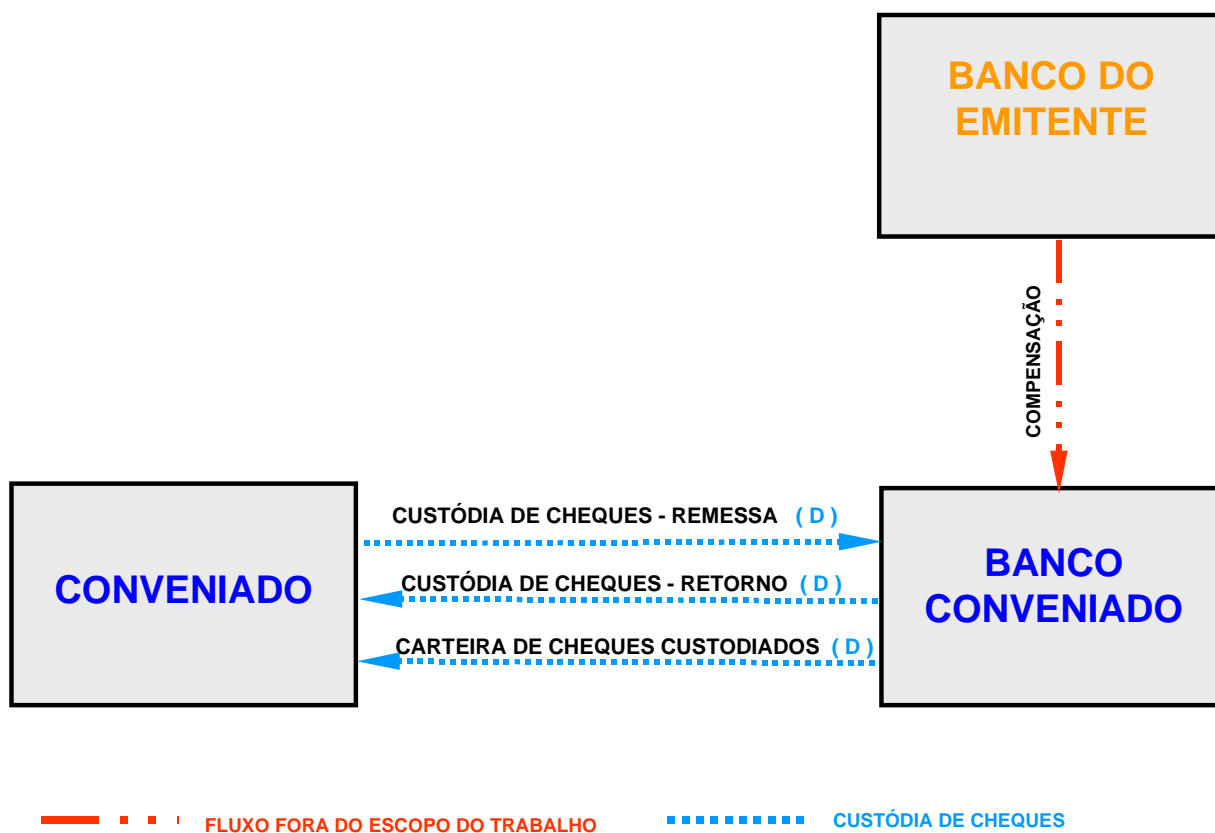 BANCO DO
EMITENTE
COMPENSAÇÃO
CUSTÓDIA DE CHEQUES - REMESSA ( D )
CONVENIADO
CUSTÓDIA DE CHEQUES - RETORNO ( D )
BANCO
CONVENIADO
CARTEIRA DE CHEQUES CUSTODIADOS ( D )
FLUXO FORA DO ESCOPO DO TRABALHO
CUSTÓDIA DE CHEQUES